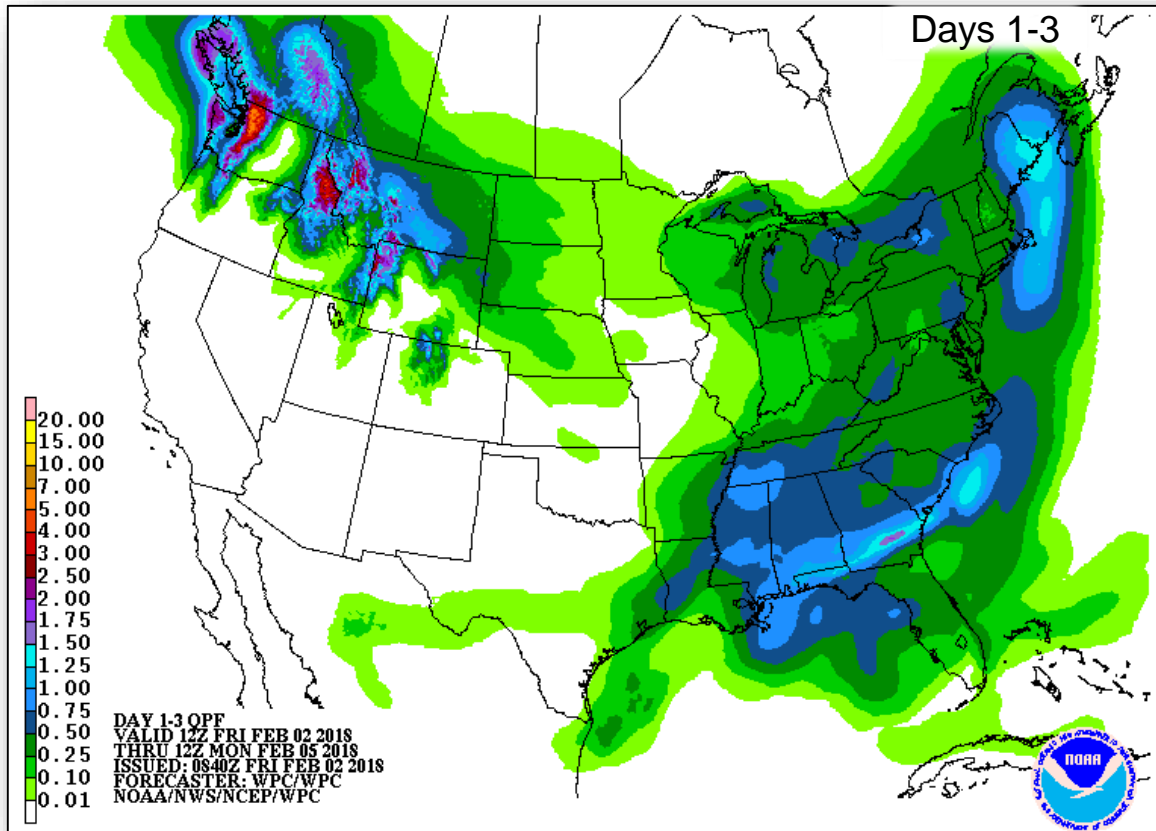 Days 1-3
20.00
15.00
10.00
7.00
5.00
4.00
3.00
2.50
2.00
1.75
1.50
1.25
1.00
0.75
0.50
0.25
0.10
0.01
DAY 1-3 QPF
VALID 12Z FRI FEB 02 2018
THRU 12Z MON FEB 05 2018
ISSUED: 0840Z FRI FEB 02 2018
FORECASTER: WPC/WPC
NOAA/NWS/NCEP/WPC
NOAA